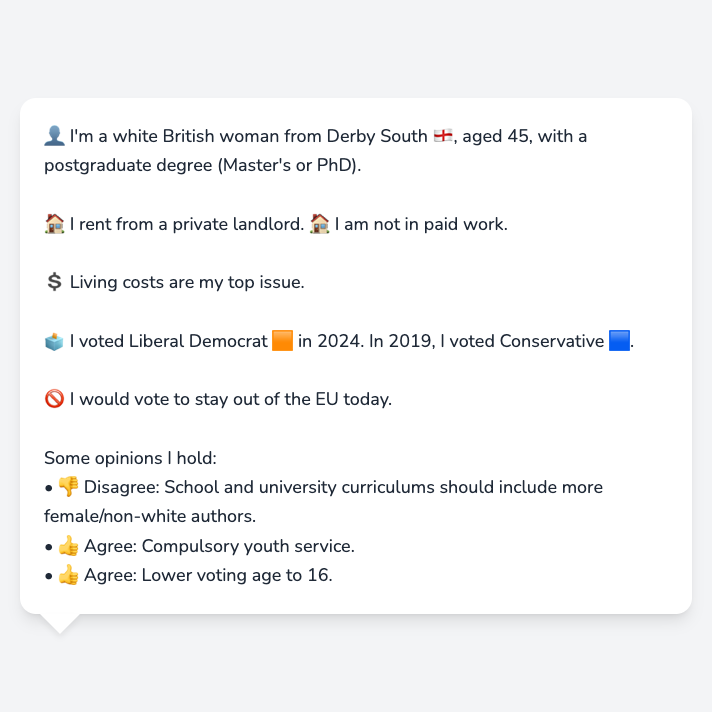 👤 I'm a white British woman from Derby South 🏴󠁧󠁢󠁥󠁮󠁧󠁿, aged 45, with a
postgraduate degree (Master's or PhD).
🏠 I rent from a private landlord. 🏠 I am not in paid work.
💲 Living costs are my top issue.
🗳️ I voted Liberal Democrat 🟧 in 2024. In 2019, I voted Conservative 🟦.
🚫 I would vote to stay out of the EU today.
Some opinions I hold:
• 👎 Disagree: School and university curriculums should include more
female/non-white authors.
• 👍 Agree: Compulsory youth service.
• 👍 Agree: Lower voting age to 16.